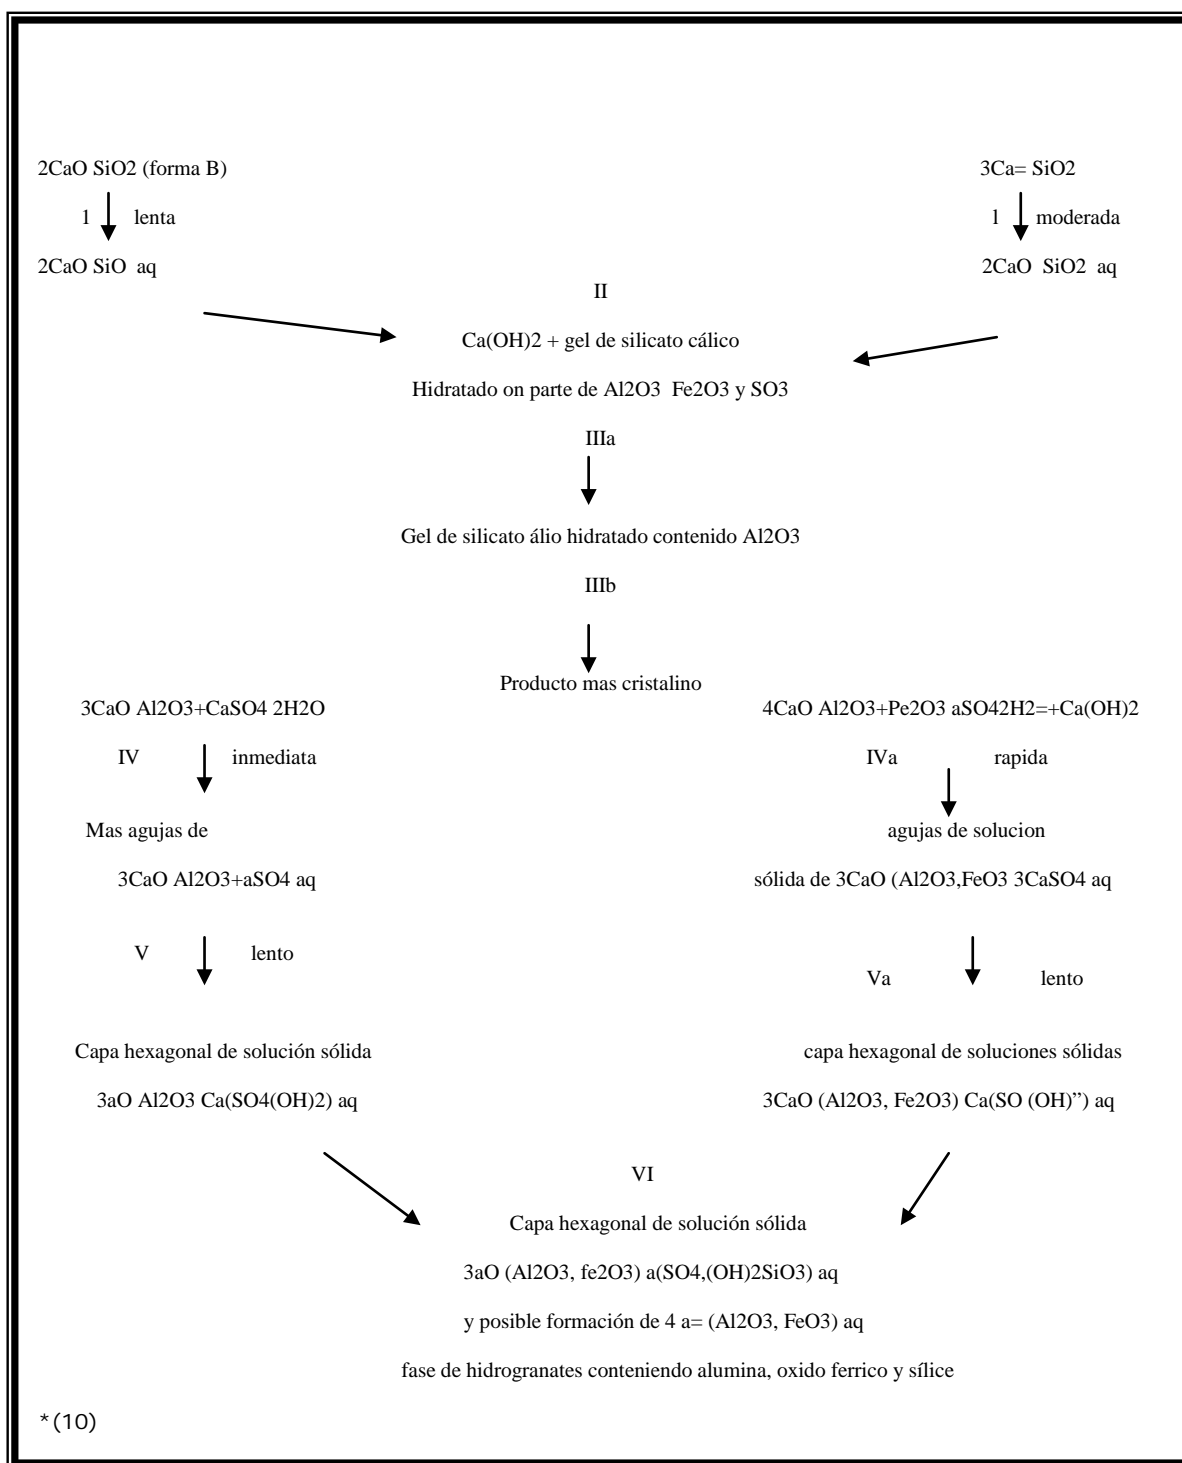 2CaO SiO2 (forma B)
3Ca= SiO2
1 lenta
l moderada
2CaO SiO aq
2CaO SiO2 aq
II
Ca(OH)2 + gel de silicato cálico
Hidratado on parte de Al2O3 Fe2O3 y SO3
IIIa
Gel de silicato álio hidratado contenido Al2O3
IIIb
Producto mas cristalino
3CaO Al2O3+CaSO4 2H2O
4CaO Al2O3+Pe2O3 aSO42H2=+Ca(OH)2
IV inmediata
IVa rapida
Mas agujas de
agujas de solucion
3CaO Al2O3+aSO4 aq
sólida de 3CaO (Al2O3,FeO3 3CaSO4 aq
V lento
Va lento
Capa hexagonal de solución sólida
capa hexagonal de soluciones sólidas
3aO Al2O3 Ca(SO4(OH)2) aq
3CaO (Al2O3, Fe2O3) Ca(SO (OH)”) aq
VI
Capa hexagonal de solución sólida
3aO (Al2O3, fe2O3) a(SO4,(OH)2SiO3) aq
y posible formación de 4 a= (Al2O3, FeO3) aq
fase de hidrogranates conteniendo alumina, oxido ferrico y sílice
*(10)